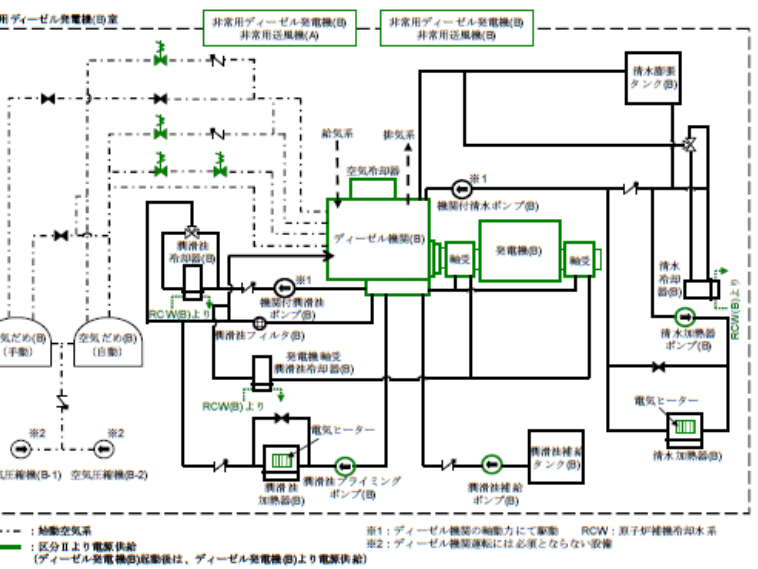 用ディーゼル発電機(B)室
非常用ディーゼル発電機(B)
非常用送風機(A)
非常用ディーゼル発電機(B)
非常用送風機(B)
清水膨張
タンク(B)
給気系
排気系
空気冷却器
※1
機関付清水ポンプ(B)
ディーゼル機関(B)
発電機(B)
軸受
軸受
潤滑油
冷却器(B)
清水
冷却
器(B)
RCW(B)より
※1
機関付潤滑油
ポンプ(B)
RCW(B)より
潤滑油フィルタ(B)
清水加熱器
ポンプ(B)
気だめ(B)
(手動)
空気だめ(B)
(自動)
発電機軸受
潤滑油冷却器(B)
RCW(B)より
電気ヒーター
清水加熱器(B)
※2
※2
気圧縮機(B-1)
空気圧縮機(B-2)
電気ヒーター
潤滑油
加熱器(B)
潤滑油プライミング
ポンプ(B)
潤滑油補給
タンク(B)
潤滑油補給
ポンプ(B)
：始動空気系
：区分Ⅱより電源供給
(ディーゼル発電機(B)起動後は、ディーゼル発電機(B)より電源供給)
※1：ディーゼル機関の軸動力にて駆動
RCW：原子炉補機冷却水系
※2：ディーゼル機関運転には必須とならない設備